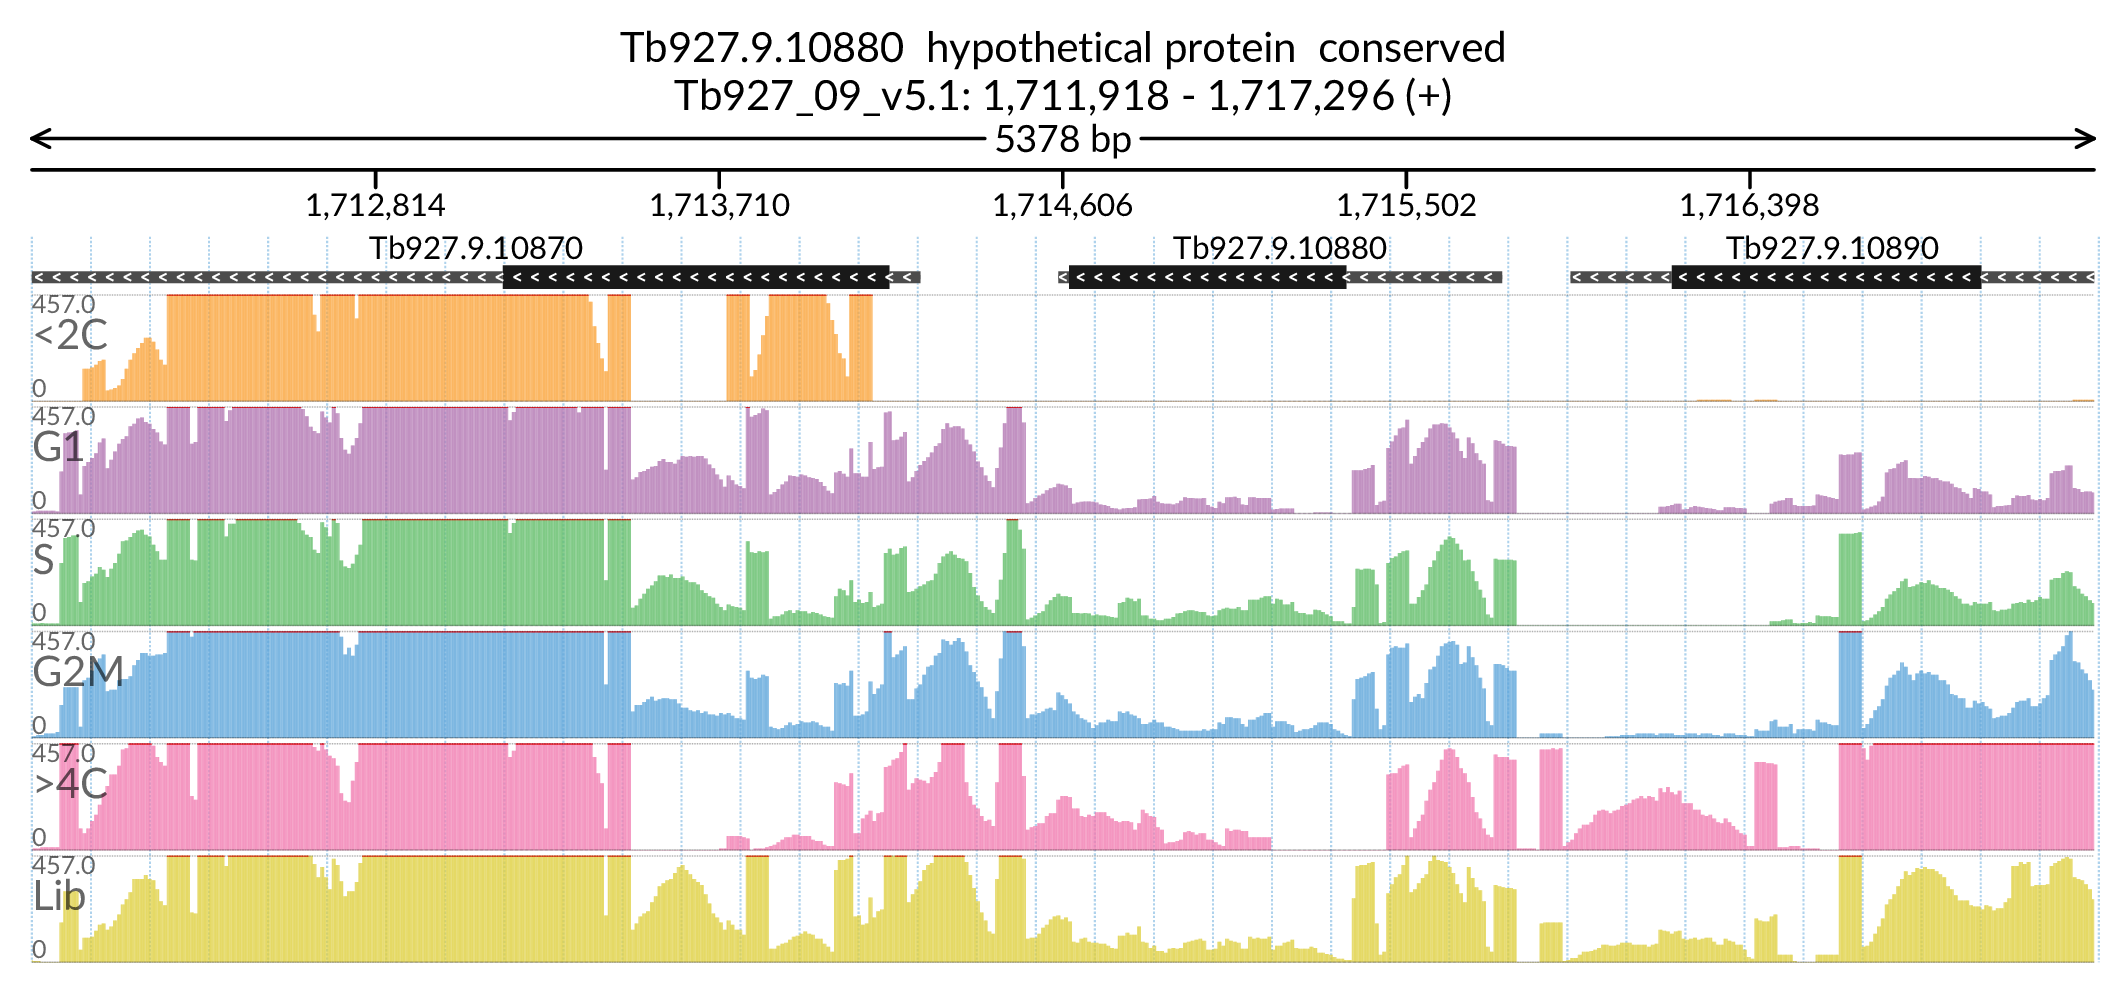 Tb927.9.10880 hypothetical protein conserved
Tb927_09_v5.1: 1,711,918 - 1,717,296 (+)
5378 bp
1,712,814 1,713,710 1,714,606 1,715,502 1,716,398
Tb927.9.10870 Tb927.9.10880 Tb927.9.10890
457.0
<2C
0
457.0
G1
0
457.0
S
0
457.0
G2M
0
457.0
>4C
0
457.0
Lib
0